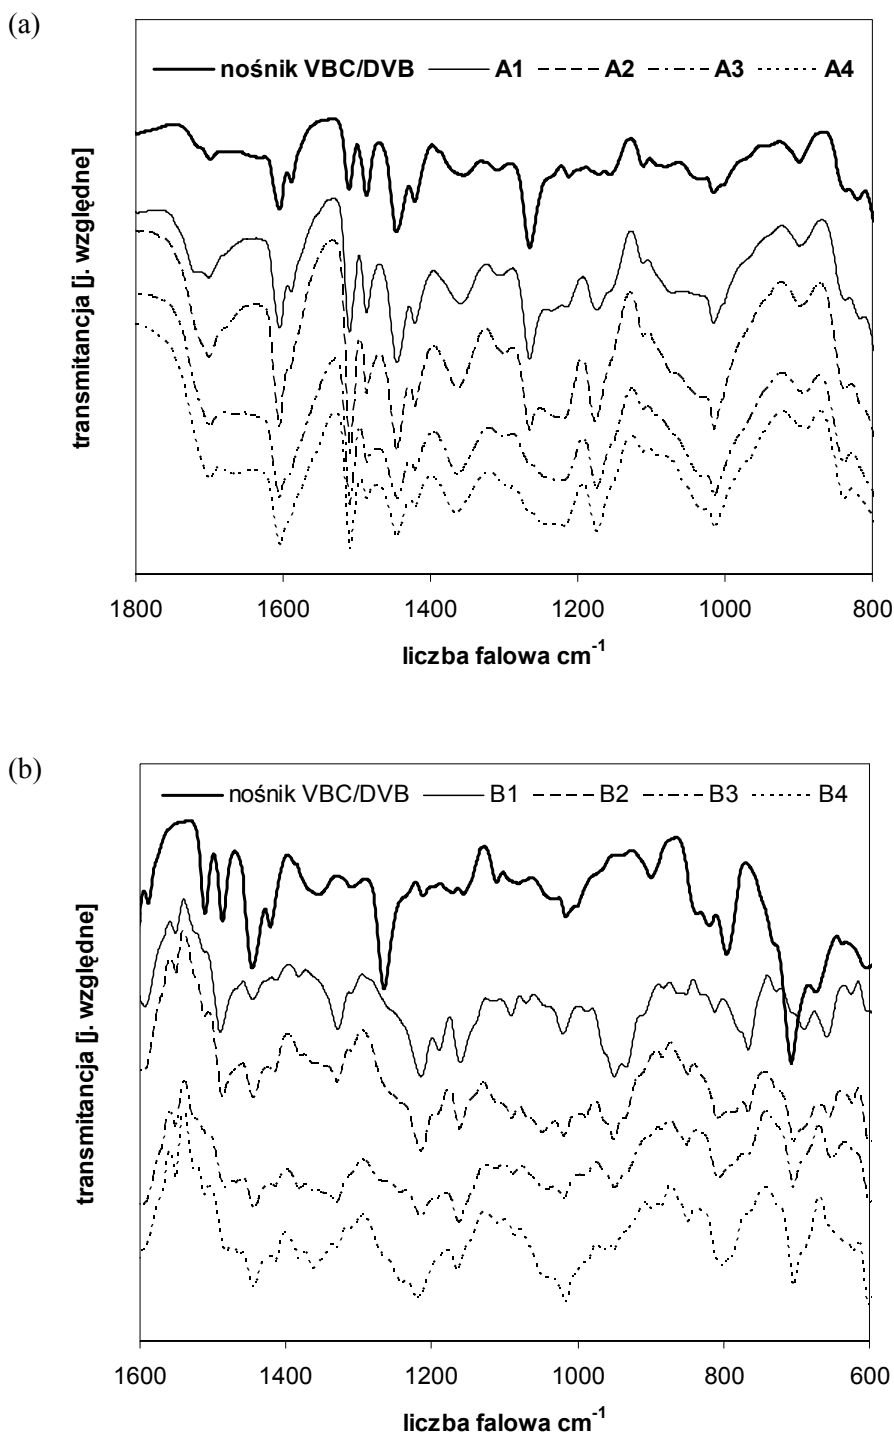 (a)
nośnik VBC/DVB A1 A2 A3 A4
transmitancja [j. względne]
1800 1600 1400 1200 1000 800
liczba falowa cm-1
(b)
nośnik VBC/DVB B1 B2 B3 B4
transmitancja [j. względne]
1600 1400 1200 1000 800 600
liczba falowa cm-1